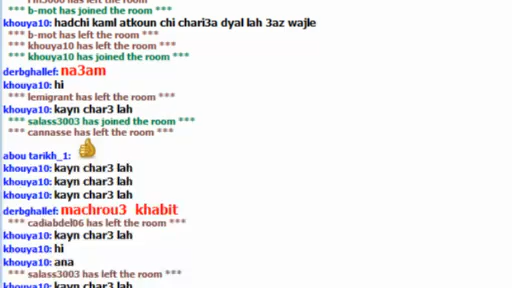 *** b-mot has joined the room ***
khouya10: hadchi kaml atkoun chi chari3a dyal lah 3az wajle
*** b-mot has left the room ***
*** khouya10 has left the room ***
*** khouya10 has joined the room ***
derbghallef: na3am
khouya10: hi
*** lemigrant has left the room ***
khouya10: kayn char3 lah
*** salass3003 has joined the room ***
*** cannasse has left the room ***
abou tarikh_1:
khouya10: kayn char3 lah
khouya10: kayn char3 lah
khouya10: kayn char3 lah
derbghallef: machrou3 khabit
*** cadiabdel06 has left the room ***
khouya10: kayn char3 lah
khouya10: hi
khouya10: ana
*** salass3003 has left the room ***
khouya10: kayn char3 lah